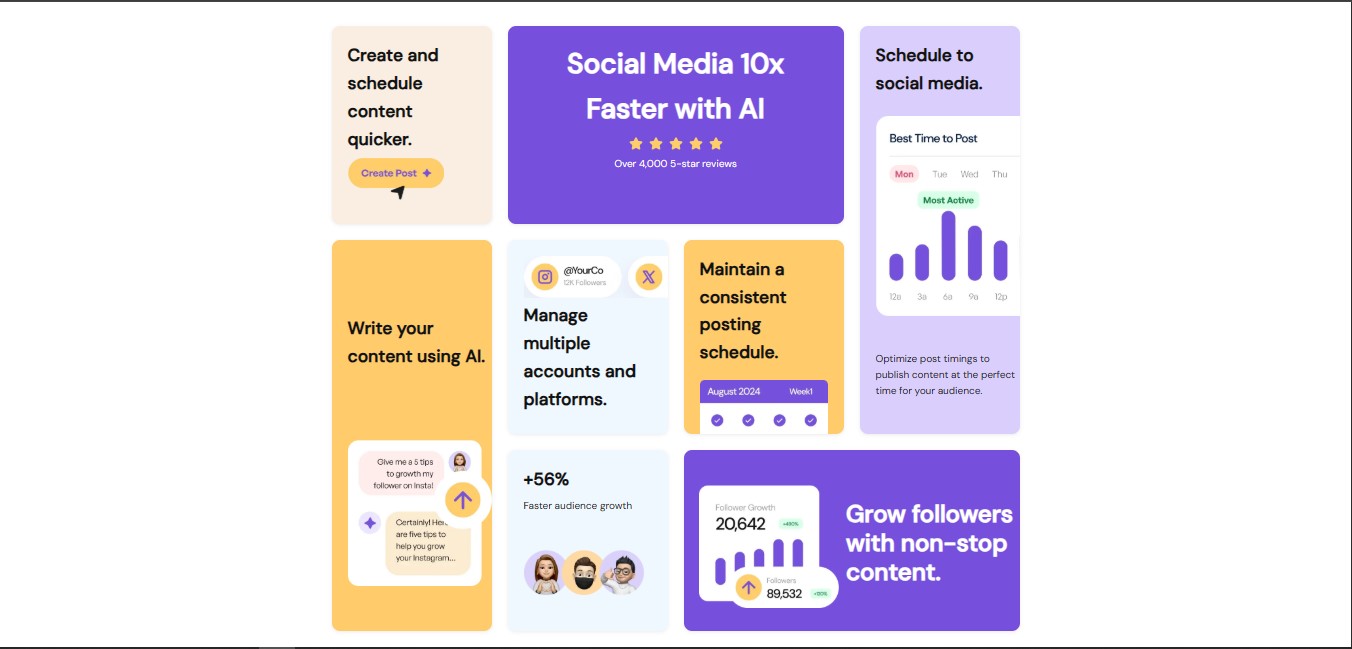 Create and
schedule
content
quicker.
Create Post
Social Media 10x
Faster with AI
Over 4,000 5-star reviews
Schedule to
social media.
Best Time to Post
Mon Tue Wed Thu
Most Active
12a 3a 6a 9a 12p
Optimize post timings to
publish content at the perfect
time for your audience.
Write your
content using AI.
Give me a 5 tips
to growth my
follower on Insta!
Certainly! Here
are five tips to
help you grow
your Instagram...
@YourCo
12K Followers
Manage
multiple
accounts and
platforms.
Maintain a
consistent
posting
schedule.
August 2024 Week1
+56%
Faster audience growth
Follower Growth
20,642
Followers
89,532
Grow followers
with non-stop
content.